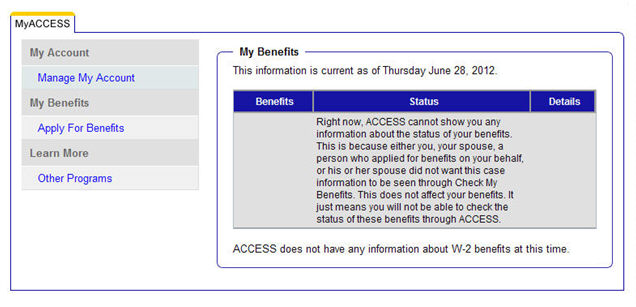 MyACCESS
My Account
Manage My Account
My Benefits
Apply For Benefits
Learn More
Other Programs
My Benefits
This information is current as of Thursday June 28, 2012.
Benefits Status Details
Right now, ACCESS cannot show you any
information about the status of your benefits.
This is because either you, your spouse, a
person who applied for benefits on your behalf,
or his or her spouse did not want this case
information to be seen through Check My
Benefits. This does not affect your benefits. It
just means you will not be able to check the
status of these benefits through ACCESS.
ACCESS does not have any information about W-2 benefits at this time.